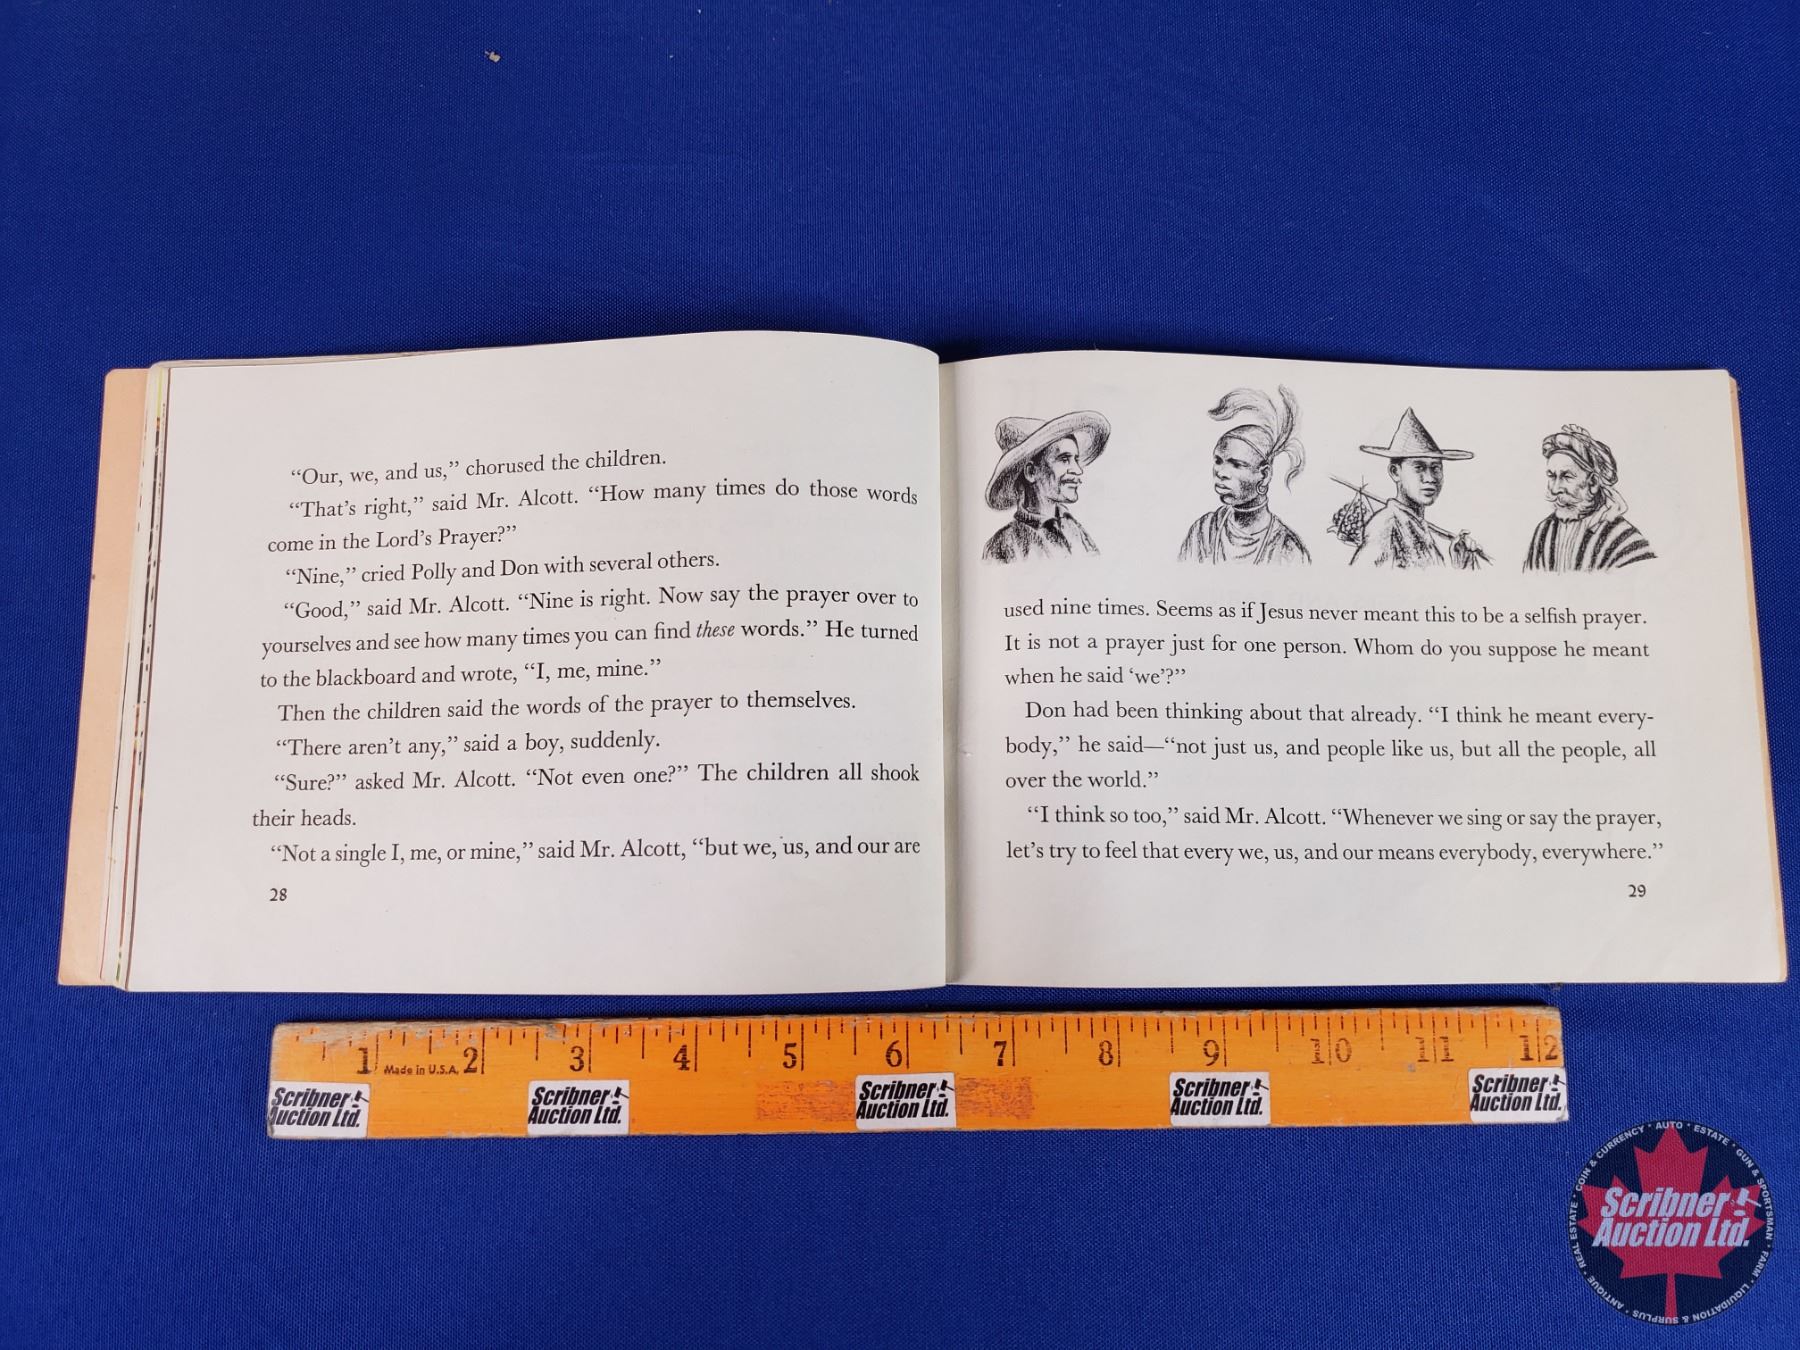 “Our, we, and us,” chorused the children.
“That’s right,” said Mr. Alcott. “How many times do those words
come in the Lord’s Prayer?”
“Nine,” cried Polly and Don with several others.
“Good,” said Mr. Alcott. “Nine is right. Now say the prayer over to
yourselves and see how many times you can find these words.” He turned
to the blackboard and wrote, “I, me, mine.”
Then the children said the words of the prayer to themselves.
“There aren’t any,” said a boy, suddenly.
“Sure?” asked Mr. Alcott. “Not even one?” The children all shook
their heads.
“Not a single I, me, or mine,” said Mr. Alcott, “but we, us, and our are
28
used nine times. Seems as if Jesus never meant this to be a selfish prayer.
It is not a prayer just for one person. Whom do you suppose he meant
when he said ‘we’?”
Don had been thinking about that already. “I think he meant every-
body,” he said—“not just us, and people like us, but all the people, all
over the world.”
“I think so too,” said Mr. Alcott. “Whenever we sing or say the prayer,
let’s try to feel that every we, us, and our means everybody, everywhere.”
29
1 2 3 4 5 6 7 8 9 10 11 12
Made in U.S.A.
Scribner
Auction Ltd.
Scribner
Auction Ltd.
Scribner
Auction Ltd.
Scribner
Auction Ltd.
Scribner
Auction Ltd.
COIN & CURRENCY • AUTO • ESTATE • GUN & SPORTSMAN • FARM • LIQUIDATION & SURPLUS • ANTIQUE • REAL ESTATE
Scribner
Auction Ltd.